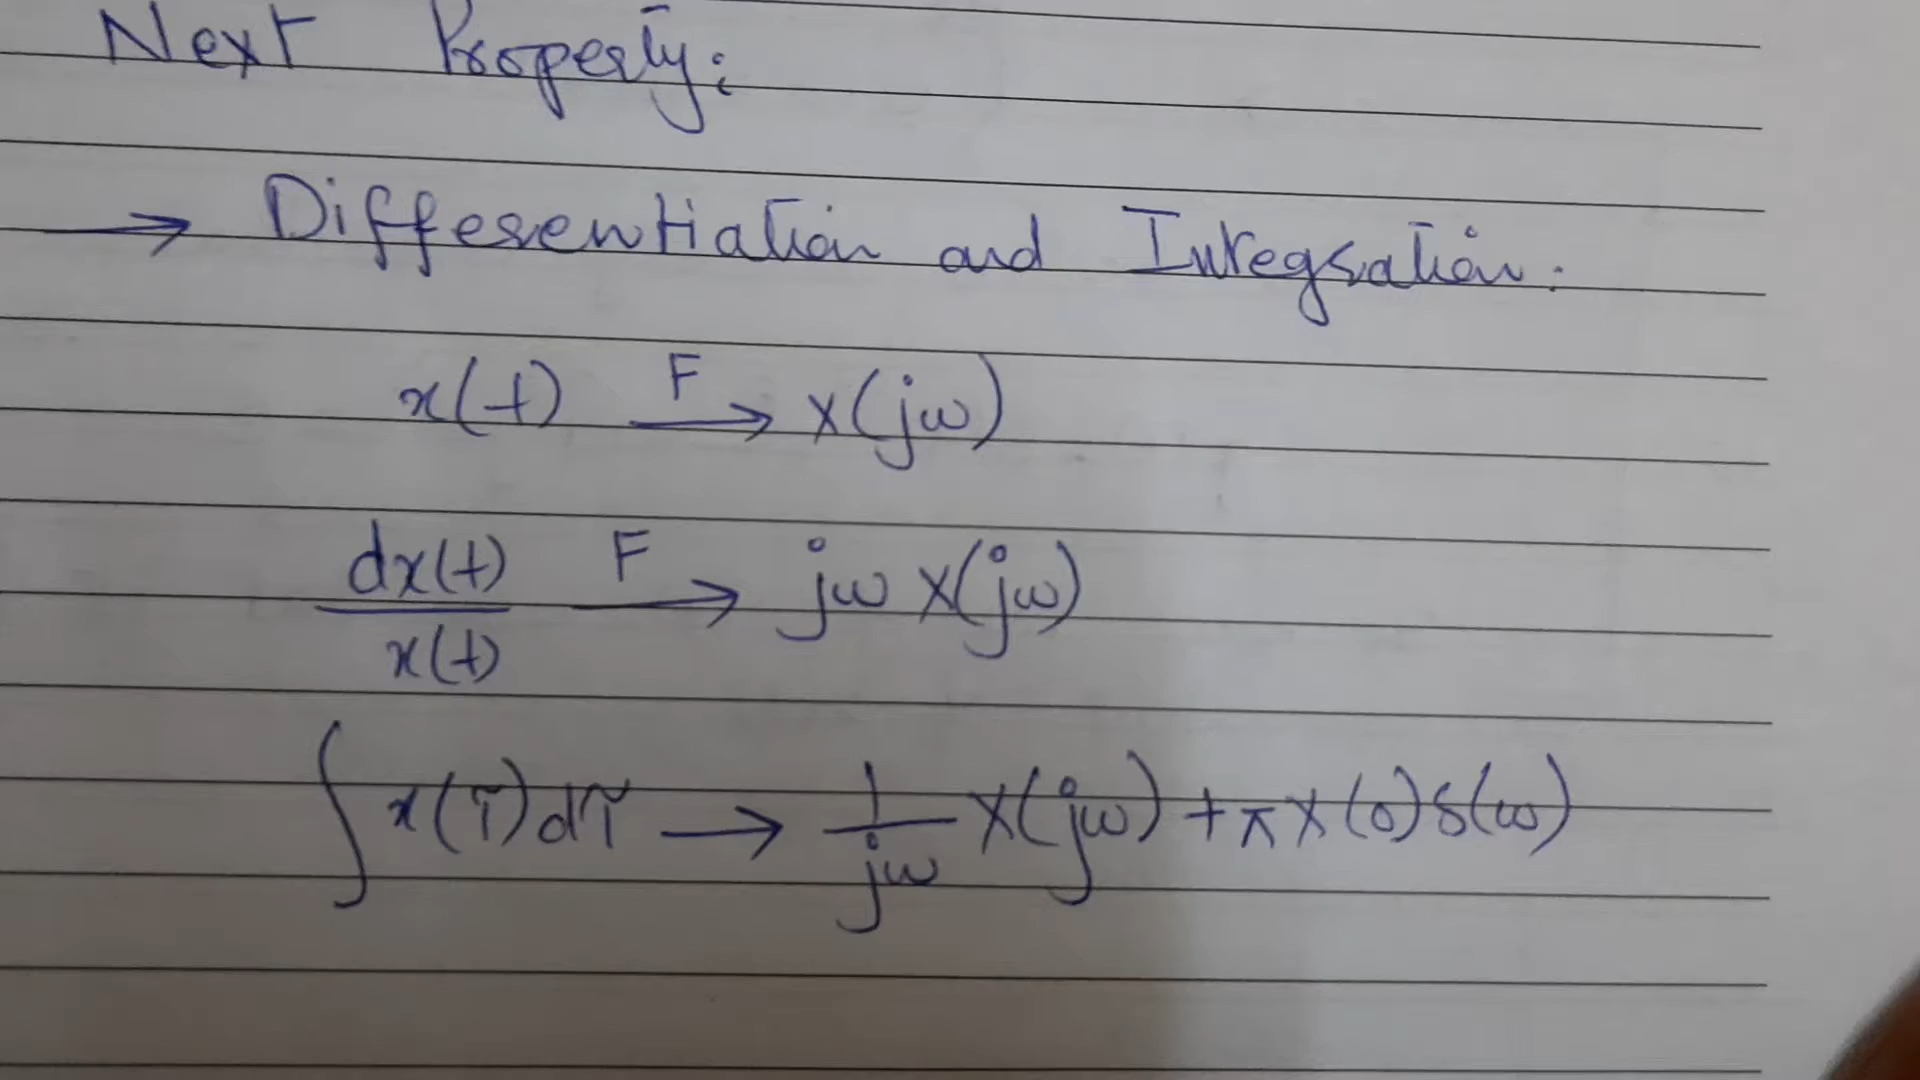 Next Property:
→ Differentiation and Integration.
x(t) F→ X(jω)
dx(t)/x(t) F→ jω X(jω)
∫x(τ)dτ → 1/jω X(jω) + πX(0)δ(ω)